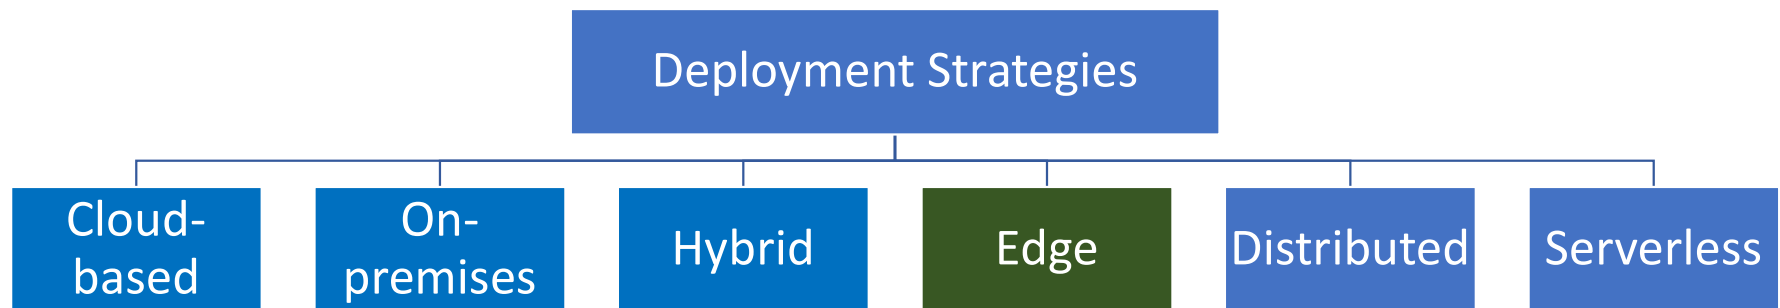 Deployment Strategies
Cloud-
based
On-
premises
Hybrid
Edge
Distributed
Serverless